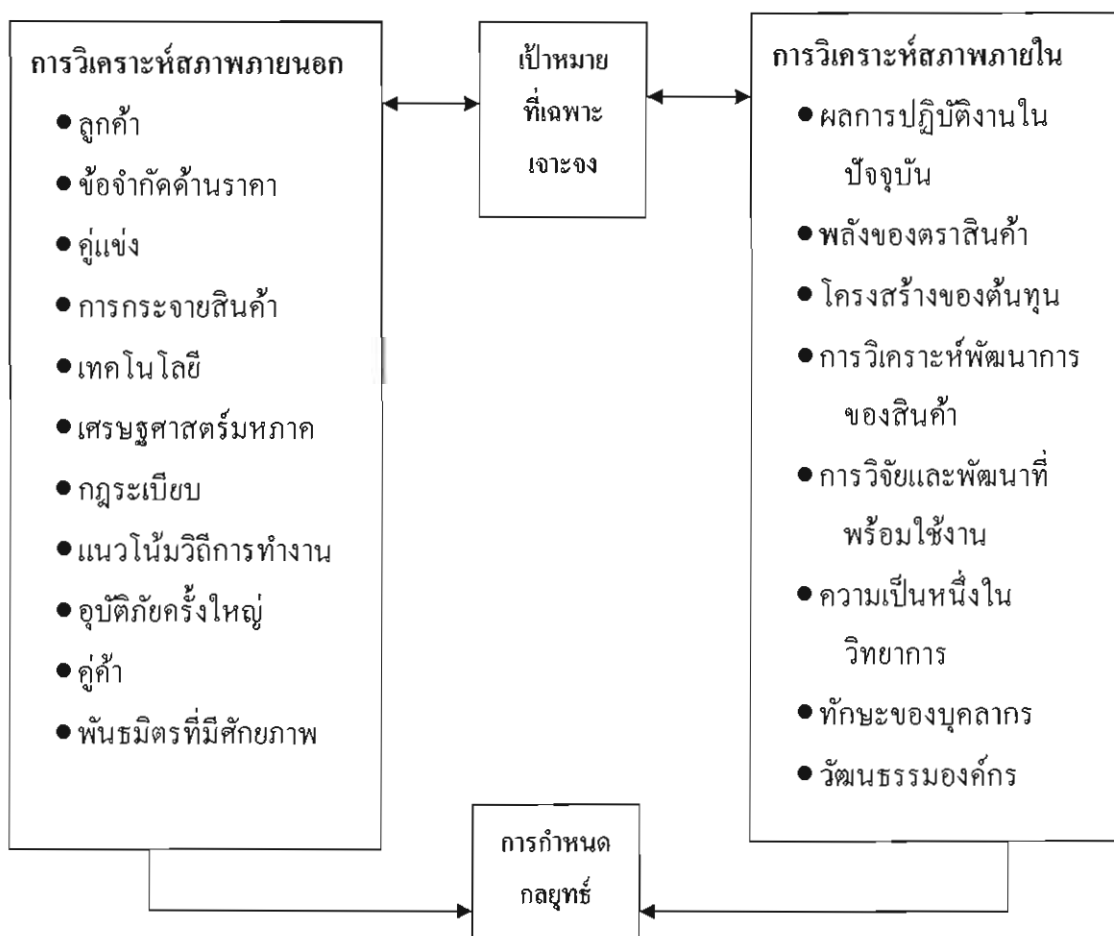 การวิเคราะห์สภาพภายนอก
● ลูกค้า
● ข้อจำกัดด้านราคา
● คู่แข่ง
● การกระจายสินค้า
● เทคโนโลยี
● เศรษฐศาสตร์มหภาค
● กฎระเบียบ
● แนวโน้มวิถีการทำงาน
● อุบัติภัยครั้งใหญ่
● คู่ค้า
● พันธมิตรที่มีศักยภาพ
เป้าหมาย
ที่เฉพาะ
เจาะจง
การวิเคราะห์สภาพภายใน
● ผลการปฏิบัติงานใน
ปัจจุบัน
● พลังของตราสินค้า
● โครงสร้างของต้นทุน
● การวิเคราะห์พัฒนาการ
ของสินค้า
● การวิจัยและพัฒนาที่
พร้อมใช้งาน
● ความเป็นหนึ่งใน
วิทยาการ
● ทักษะของบุคลากร
● วัฒนธรรมองค์กร
การกำหนด
กลยุทธ์